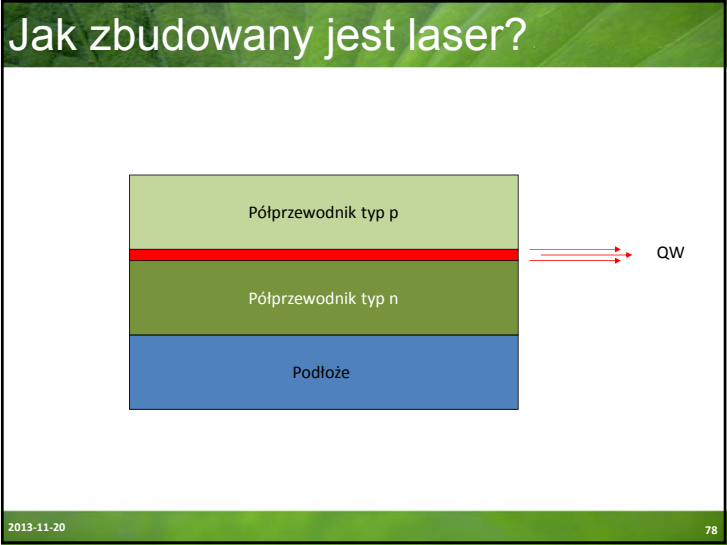 Jak zbudowany jest laser?
Półprzewodnik typ p
QW
Półprzewodnik typ n
Podłoże
2013-11-20
78